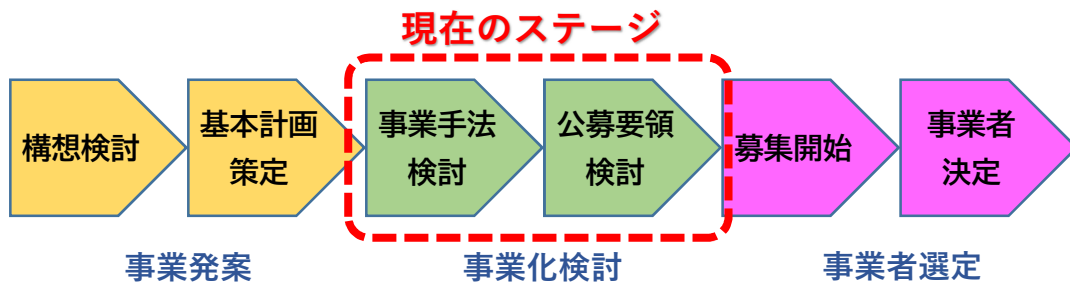 現在のステージ
構想検討
基本計画
策定
事業手法
検討
公募要領
検討
募集開始
事業者
決定
事業発案
事業化検討
事業者選定